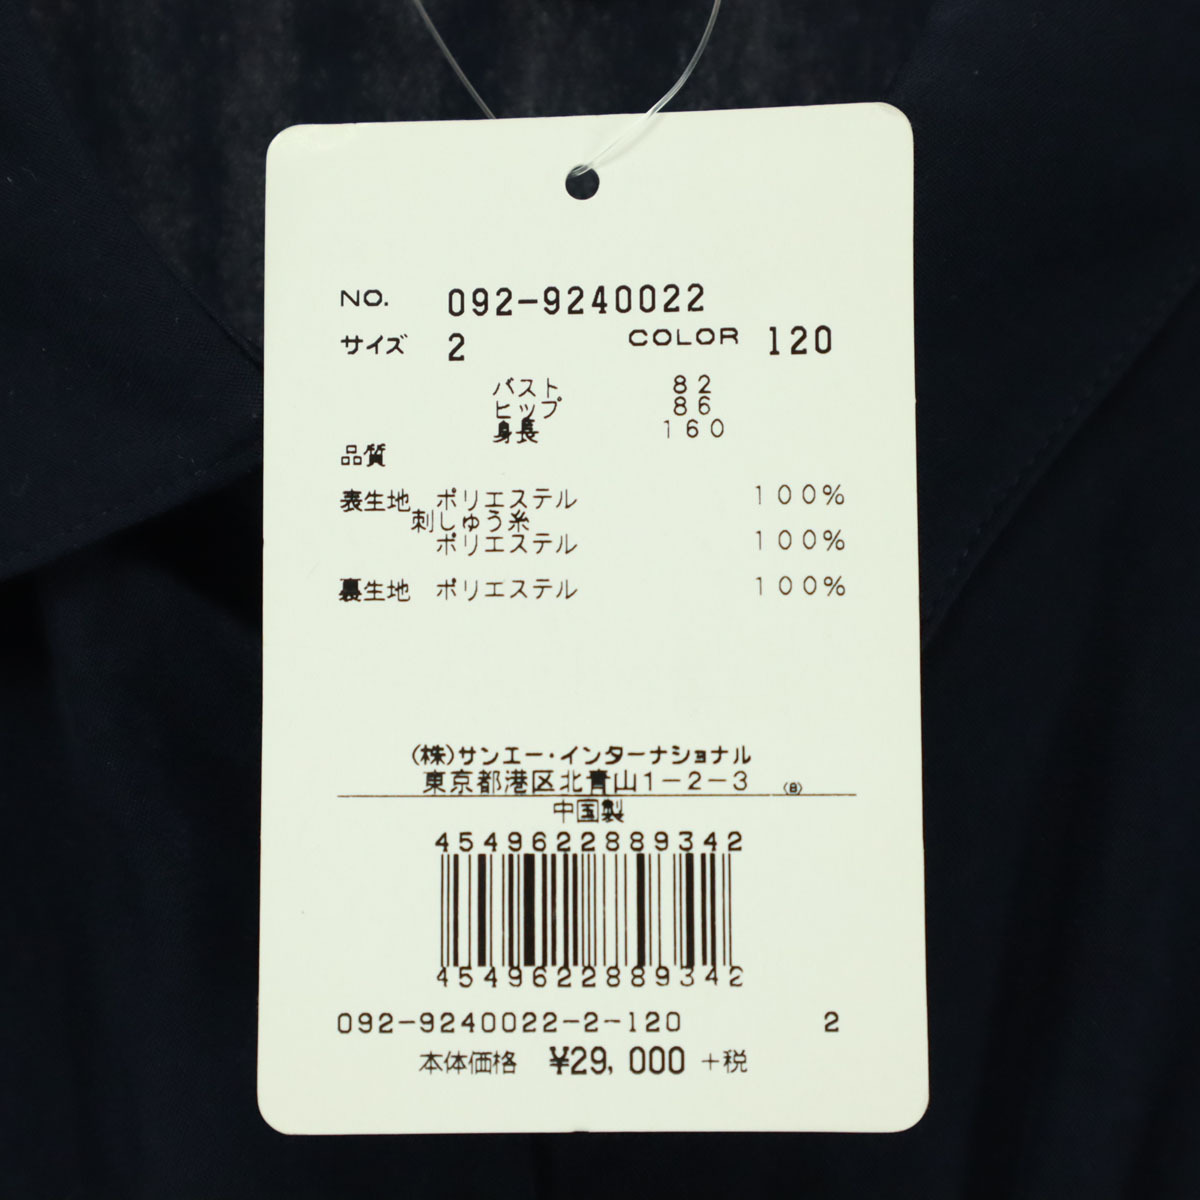 NO. 092-9240022
サイズ 2 COLOR 120
バスト 82
ヒップ 86
身長 160
品質
表生地 ポリエステル 100%
刺しゅう糸
ポリエステル 100%
裏生地 ポリエステル 100%
(株)サンエー・インターナショナル
東京都港区北青山1-2-3 (8)
中国製
4549622889342
4549622889342
092-9240022-2-120 2
本体価格 ¥29,000 +税